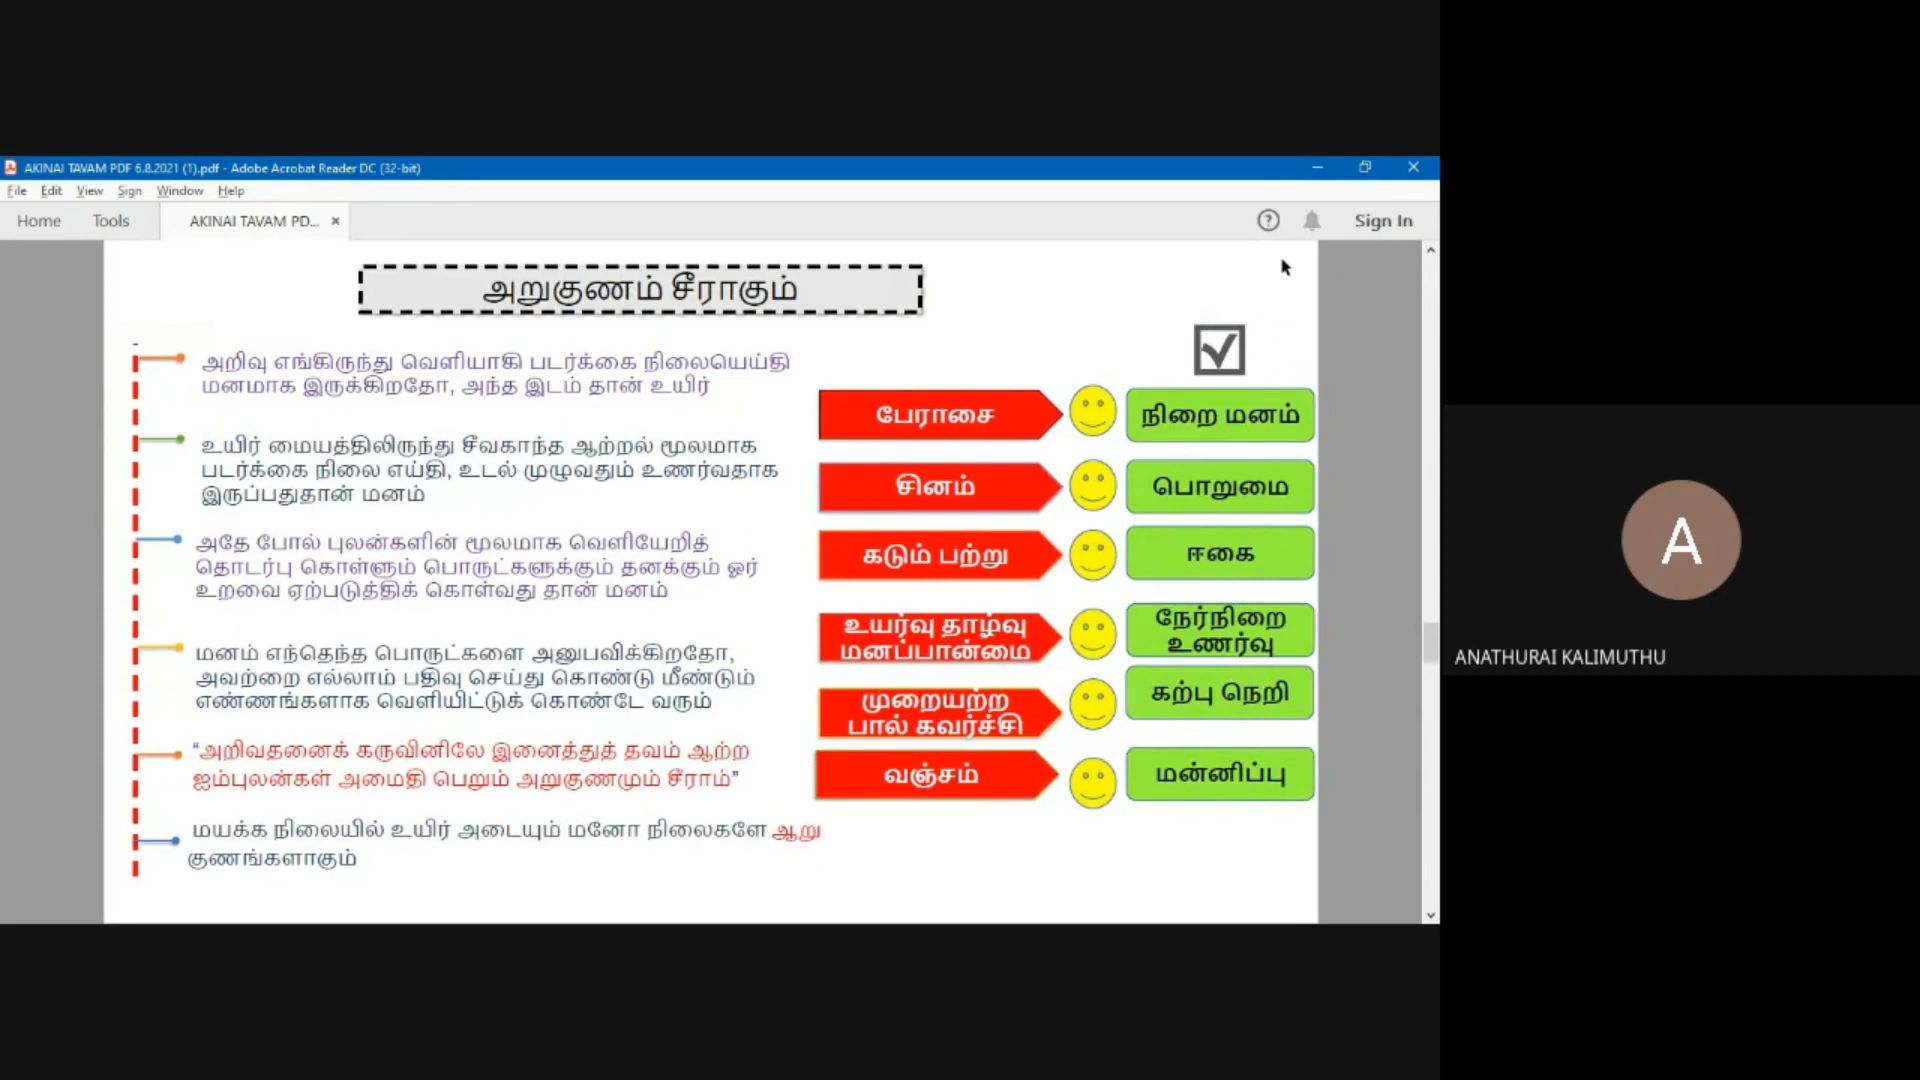 AKINAI TAVAM PDF 6.8.2021 (1).pdf - Adobe Acrobat Reader DC (32-bit)
File Edit View Sign Window Help
Home Tools AKINAI TAVAM PD... × Sign In
அறுகுணம் சீராகும்
அறிவு எங்கிருந்து வெளியாகி படர்க்கை நிலையெய்தி
மனமாக இருக்கிறதோ, அந்த இடம் தான் உயிர்
உயிர் மையத்திலிருந்து சீவகாந்த ஆற்றல் மூலமாக
படர்க்கை நிலை எய்தி, உடல் முழுவதும் உணர்வதாக
இருப்பதுதான் மனம்
அதே போல் புலன்களின் மூலமாக வெளியேறித்
தொடர்பு கொள்ளும் பொருட்களுக்கும் தனக்கும் ஓர்
உறவை ஏற்படுத்திக் கொள்வது தான் மனம்
மனம் எந்தெந்த பொருட்களை அனுபவிக்கிறதோ,
அவற்றை எல்லாம் பதிவு செய்து கொண்டு மீண்டும்
எண்ணங்களாக வெளியிட்டுக் கொண்டே வரும்
“அறிவதனைக் கருவினிலே இனைத்துத் தவம் ஆற்ற
ஐம்புலன்கள் அமைதி பெறும் அறுகுணமும் சீராம்”
மயக்க நிலையில் உயிர் அடையும் மனோ நிலைகளே ஆறு
குணங்களாகும்
பேராசை
நிறை மனம்
சினம்
பொறுமை
கடும் பற்று
ஈகை
உயர்வு தாழ்வு
மனப்பான்மை
நேர்நிறை
உணர்வு
முறையற்ற
பால் கவர்ச்சி
கற்பு நெறி
வஞ்சம்
மன்னிப்பு
A
ANATHURAI KALIMUTHU